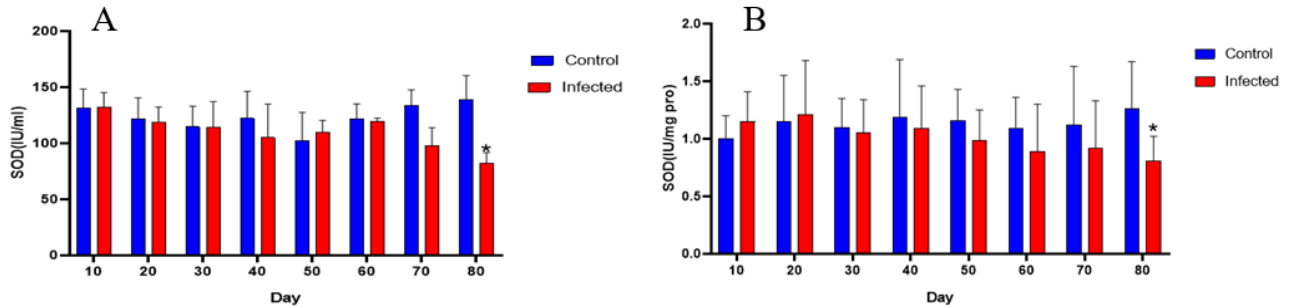 A
SOD(IU/ml)
200
150
100
50
0
10 20 30 40 50 60 70 80
Day
*
Control
Infected
B
SOD(IU/mg pro)
2.0
1.5
1.0
0.5
0.0
10 20 30 40 50 60 70 80
Day
*
Control
Infected